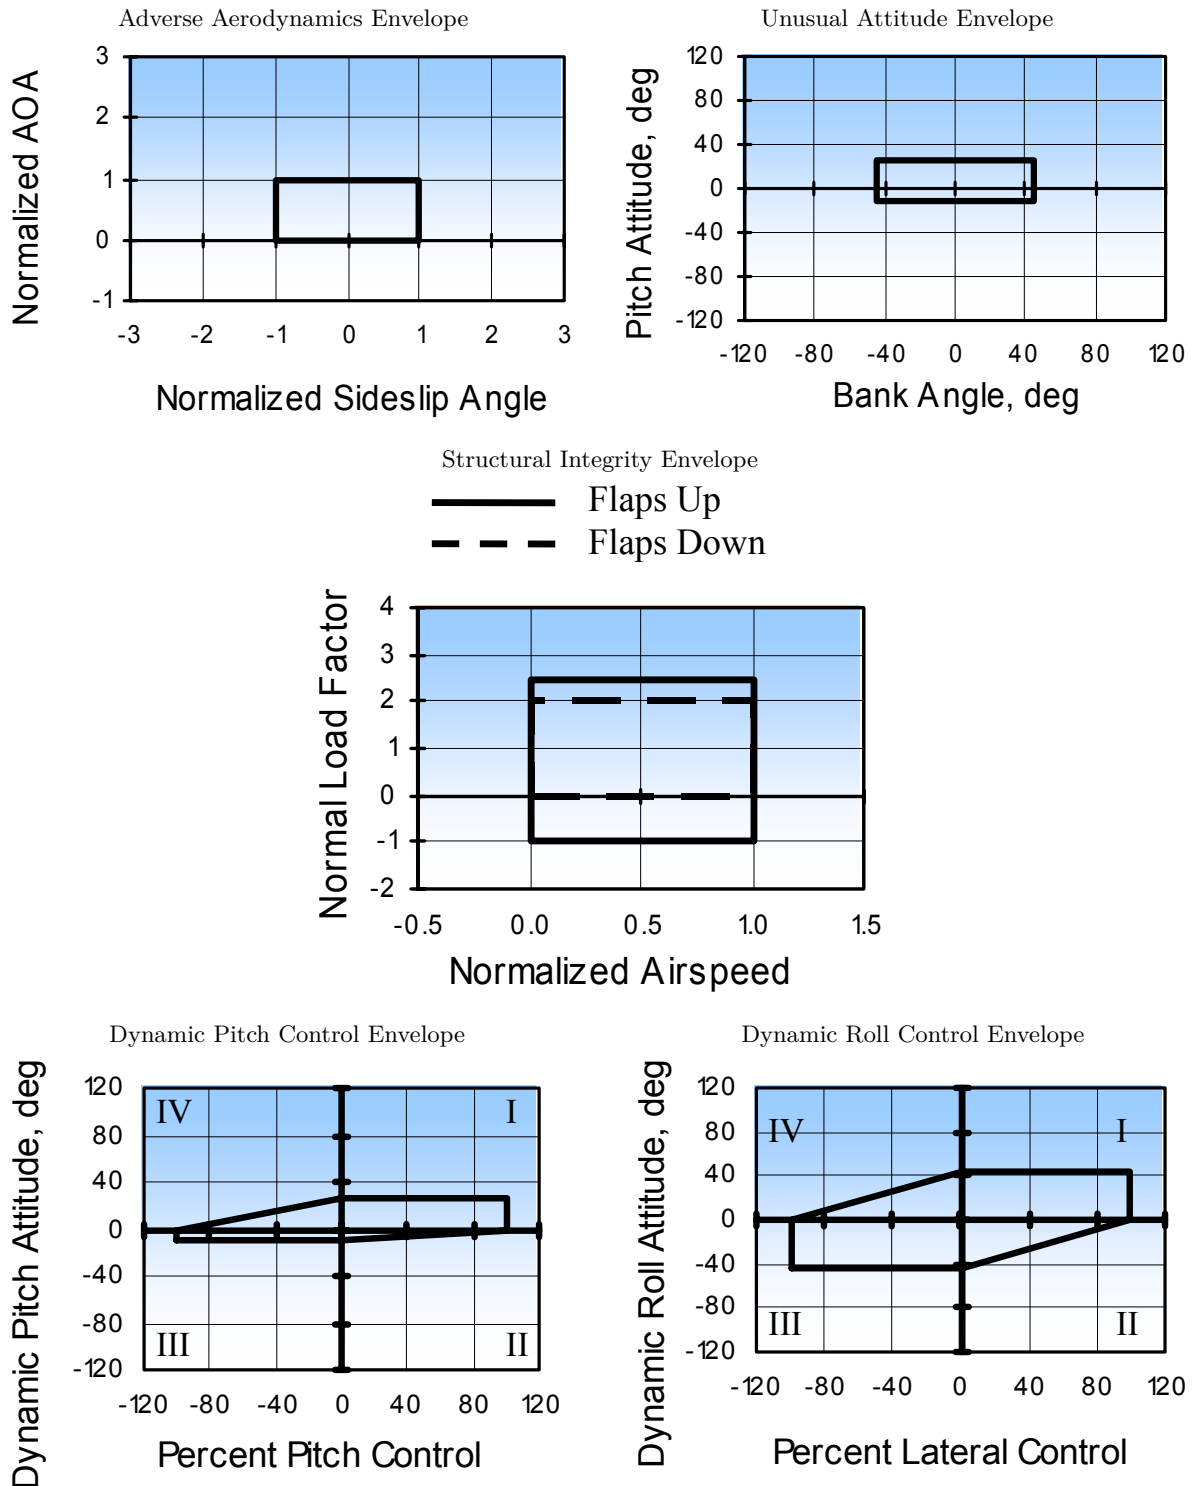 Adverse Aerodynamics Envelope
Normalized AOA
3
2
1
0
-1
-3 -2 -1 0 1 2 3
Normalized Sideslip Angle
Unusual Attitude Envelope
Pitch Attitude, deg
120
80
40
0
-40
-80
-120
-120 -80 -40 0 40 80 120
Bank Angle, deg
Structural Integrity Envelope
Flaps Up
Flaps Down
Normal Load Factor
4
3
2
1
0
-1
-2
-0.5 0.0 0.5 1.0 1.5
Normalized Airspeed
Dynamic Pitch Control Envelope
Dynamic Pitch Attitude, deg
120
80
40
0
-40
-80
-120
IV I
III II
-120 -80 -40 0 40 80 120
Percent Pitch Control
Dynamic Roll Control Envelope
Dynamic Roll Attitude, deg
120
80
40
0
-40
-80
-120
IV I
III II
-120 -80 -40 0 40 80 120
Percent Lateral Control